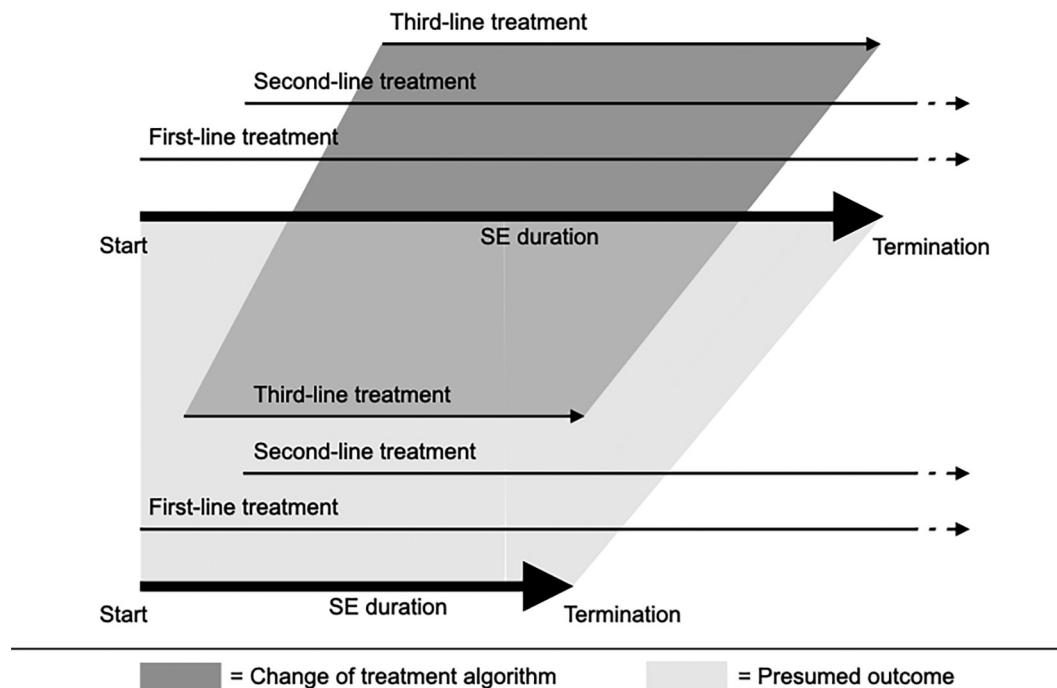 Third-line treatment
Second-line treatment
First-line treatment
Start
SE duration
Termination
Third-line treatment
Second-line treatment
First-line treatment
Start
SE duration
Termination
= Change of treatment algorithm
= Presumed outcome